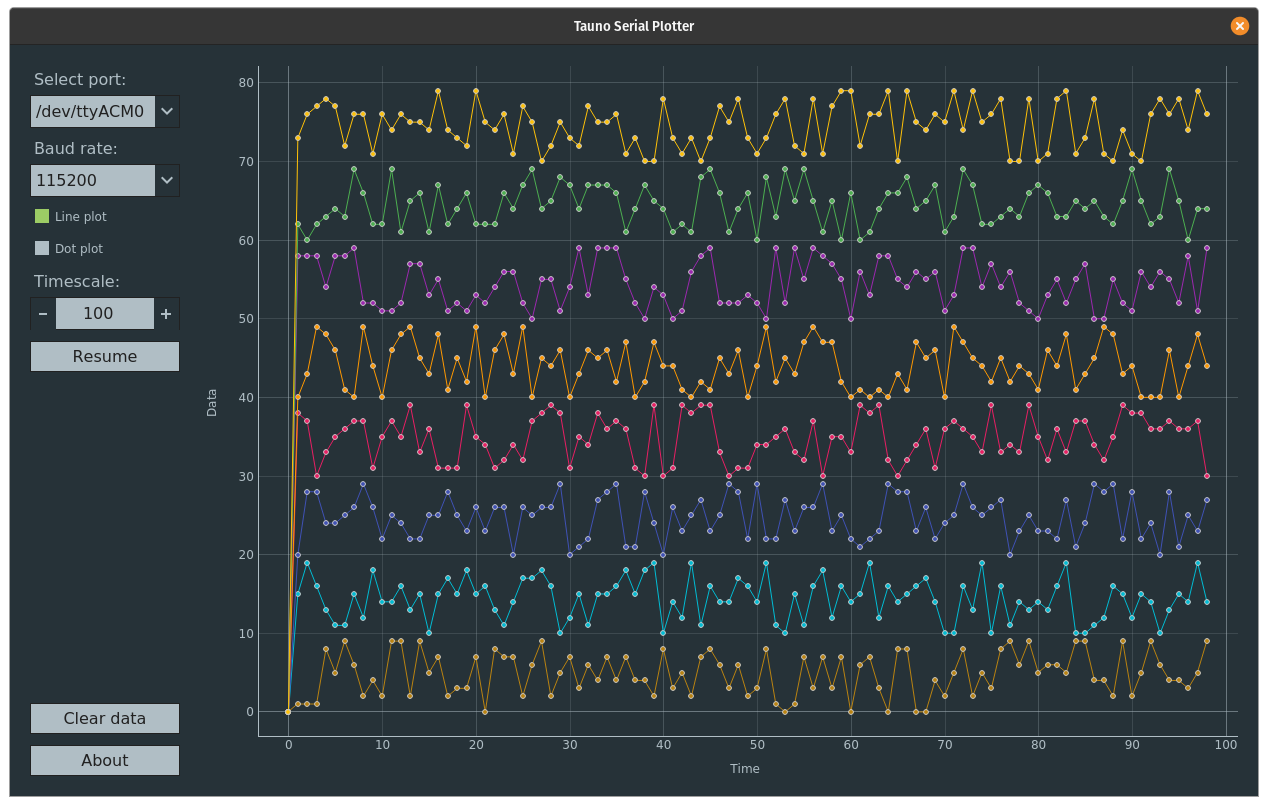 Tauno Serial Plotter
Select port:
/dev/ttyACM0
Baud rate:
115200
Line plot
Dot plot
Timescale:
− 100 +
Resume
Clear data
About
Data
80
70
60
50
40
30
20
10
0
0 10 20 30 40 50 60 70 80 90 100
Time